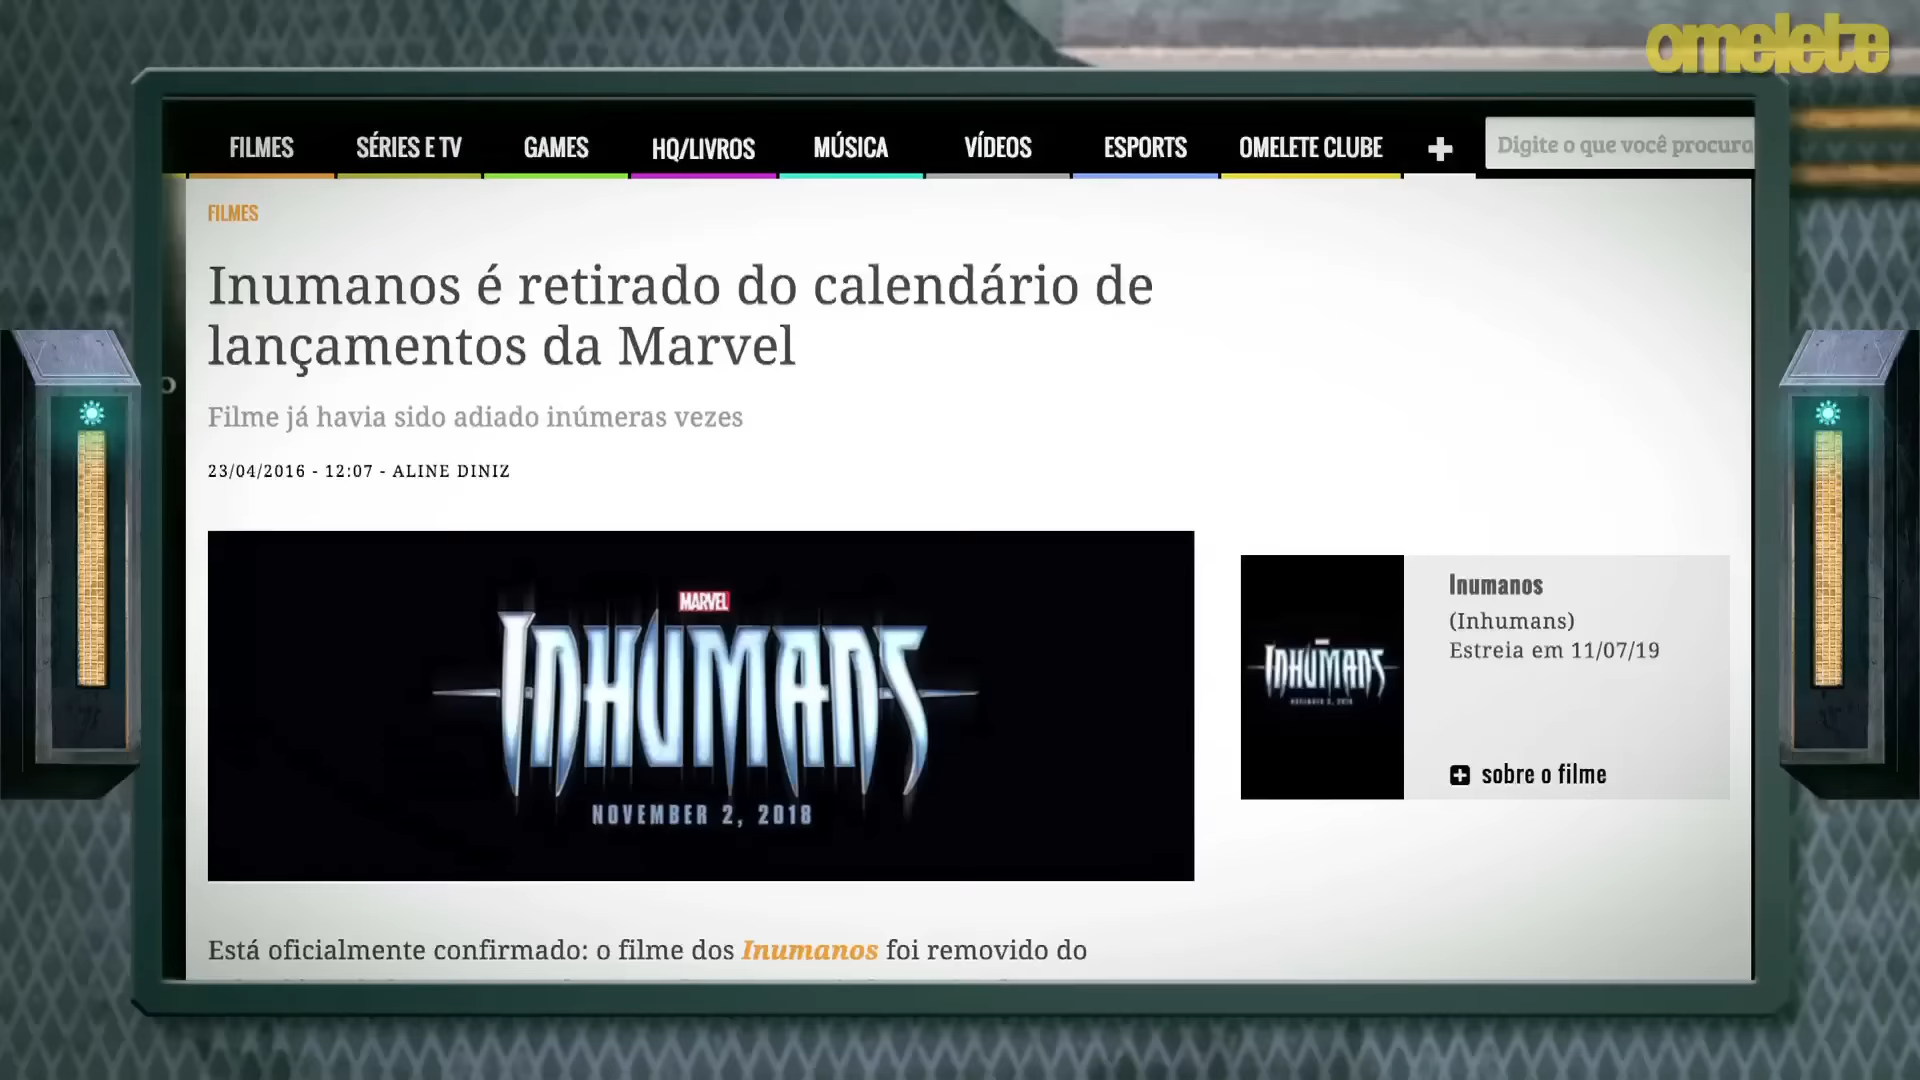 omelete
FILMES
SÉRIES E TV
GAMES
HQ/LIVROS
MÚSICA
VÍDEOS
ESPORTS
OMELETE CLUBE
Digite o que você procura
FILMES
Inumanos é retirado do calendário de
lançamentos da Marvel
Filme já havia sido adiado inúmeras vezes
23/04/2016 - 12:07 - ALINE DINIZ
MARVEL
INHUMANS
NOVEMBER 2, 2018
INHUMANS
NOVEMBER 2, 2018
Inumanos
(Inhumans)
Estreia em 11/07/19
sobre o filme
Está oficialmente confirmado: o filme dos Inumanos foi removido do